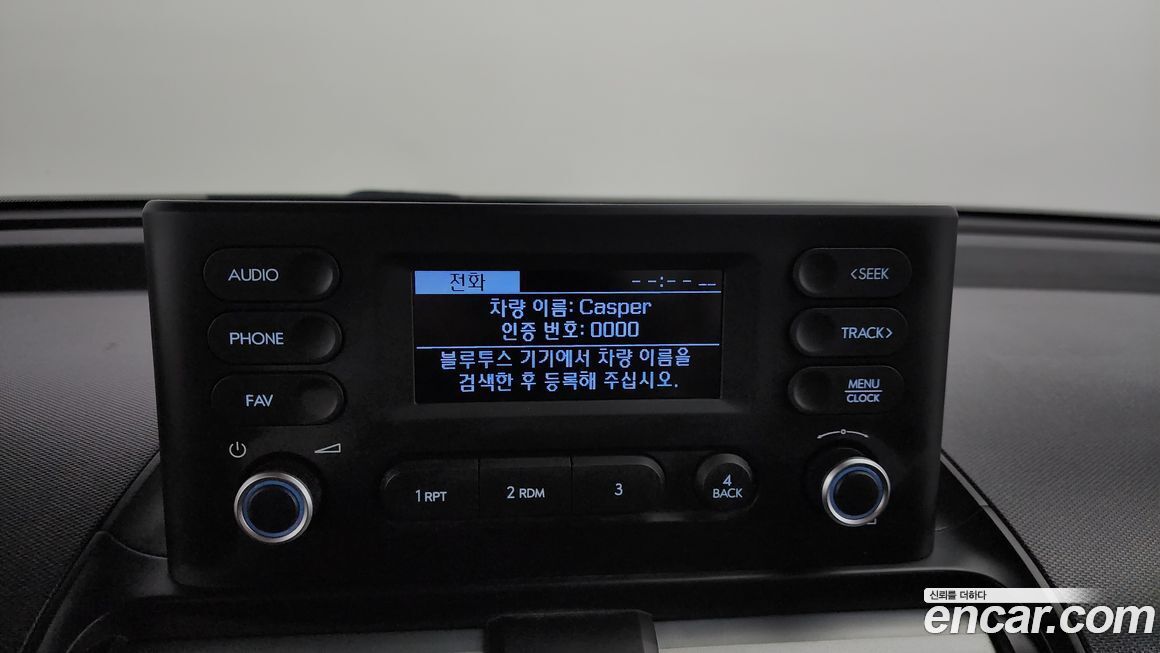 AUDIO
PHONE
FAV
전화 --:-- --
차량 이름: Casper
인증 번호: 0000
블루투스 기기에서 차량 이름을
검색한 후 등록해 주십시오.
<SEEK
TRACK>
MENU
CLOCK
1 RPT
2 RDM
3
4
BACK
신뢰를 더하다
encar.com